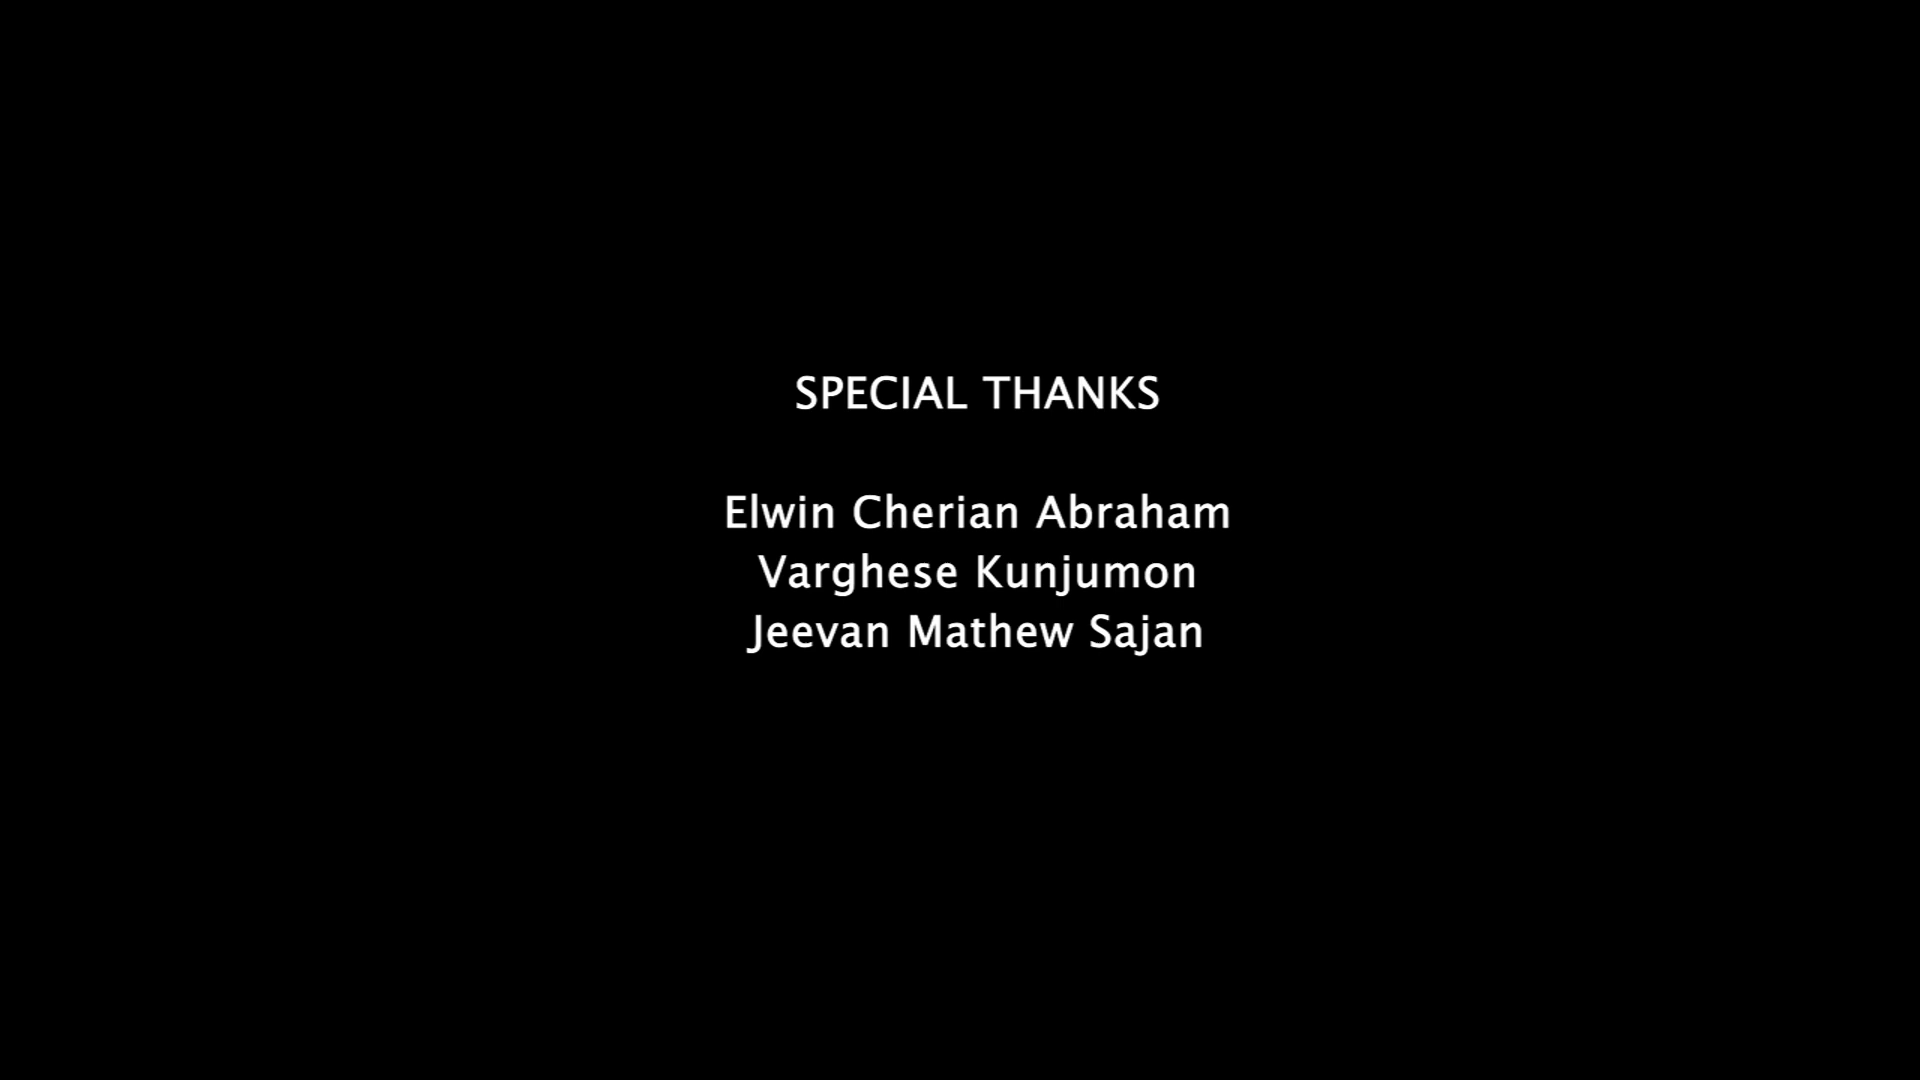 SPECIAL THANKS
Elwin Cherian Abraham
Varghese Kunjumon
Jeevan Mathew Sajan